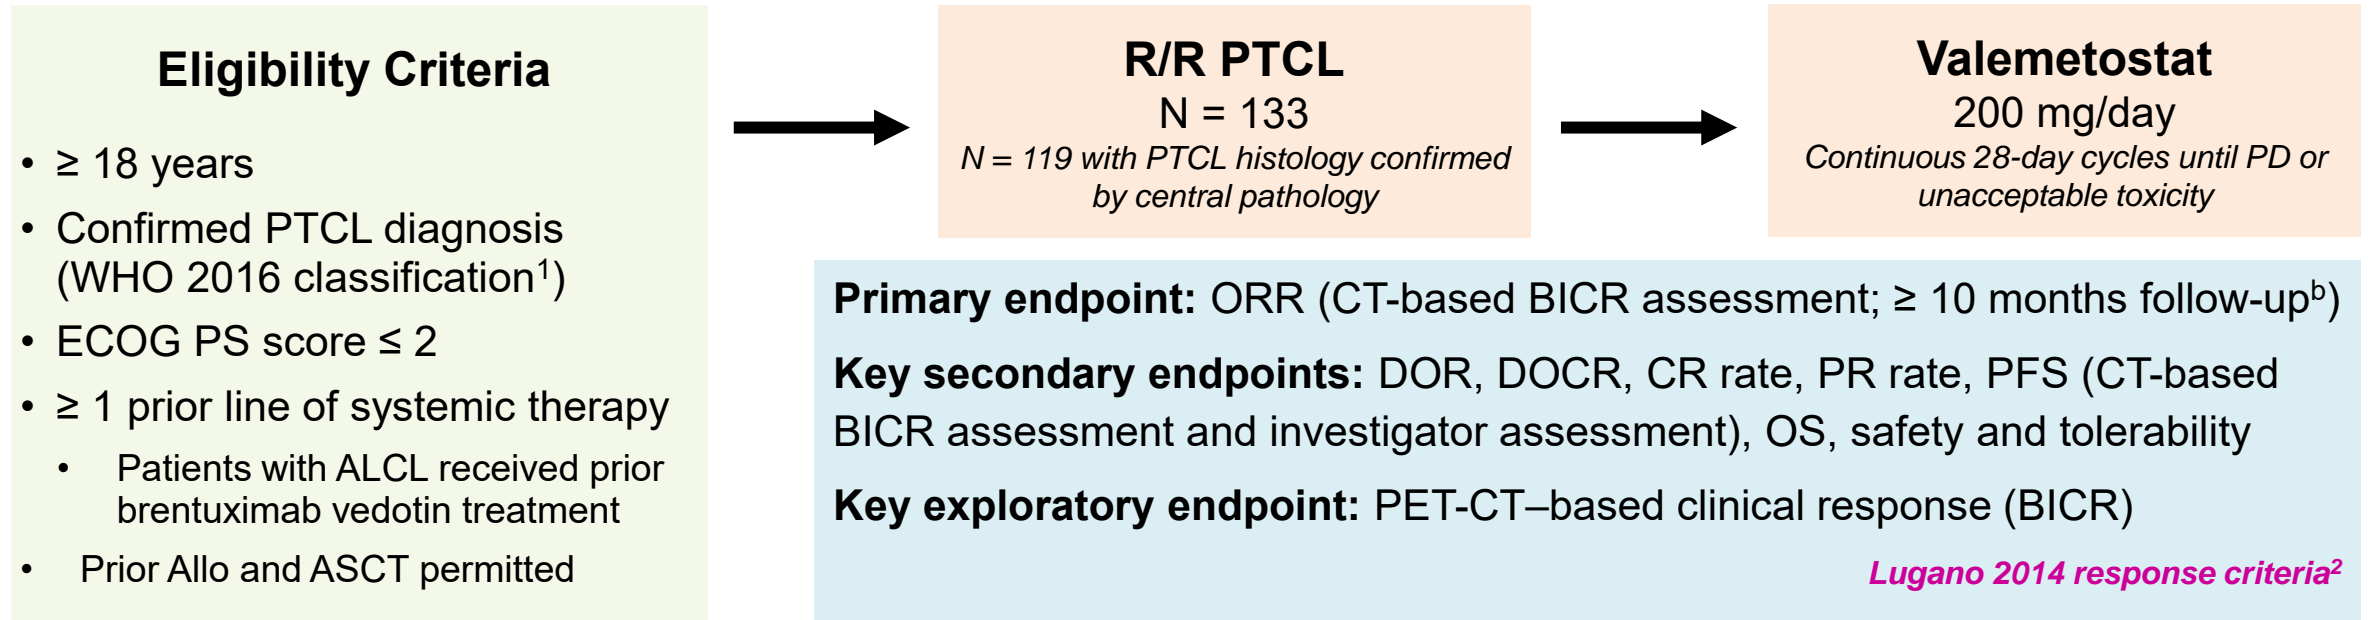 Eligibility Criteria
• ≥ 18 years
• Confirmed PTCL diagnosis
(WHO 2016 classification¹)
• ECOG PS score ≤ 2
• ≥ 1 prior line of systemic therapy
• Patients with ALCL received prior
brentuximab vedotin treatment
• Prior Allo and ASCT permitted
R/R PTCL
N = 133
N = 119 with PTCL histology confirmed
by central pathology
Valemetostat
200 mg/day
Continuous 28-day cycles until PD or
unacceptable toxicity
Primary endpoint: ORR (CT-based BICR assessment; ≥ 10 months follow-upᵇ)
Key secondary endpoints: DOR, DOCR, CR rate, PR rate, PFS (CT-based
BICR assessment and investigator assessment), OS, safety and tolerability
Key exploratory endpoint: PET-CT–based clinical response (BICR)
Lugano 2014 response criteria²